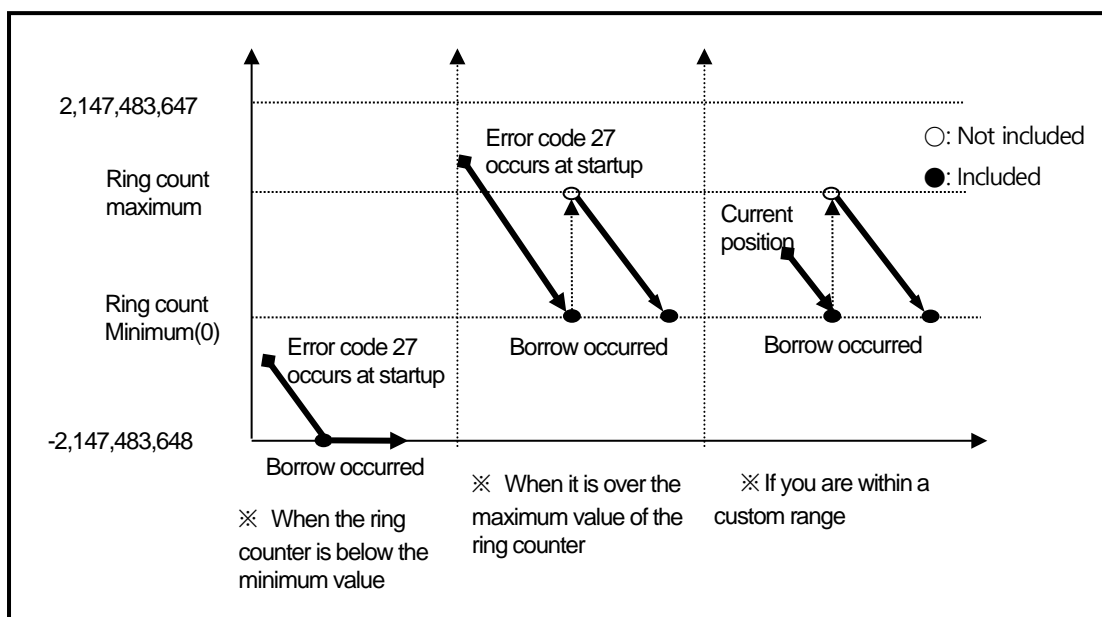 2,147,483,647
Ring count
maximum
Ring count
Minimum(0)
-2,147,483,648
Error code 27
occurs at startup
Borrow occurred
※ When the ring
counter is below the
minimum value
Error code 27
occurs at startup
Borrow occurred
※ When it is over the
maximum value of the
ring counter
Current
position
Borrow occurred
※ If you are within a
custom range
○: Not included
●: Included